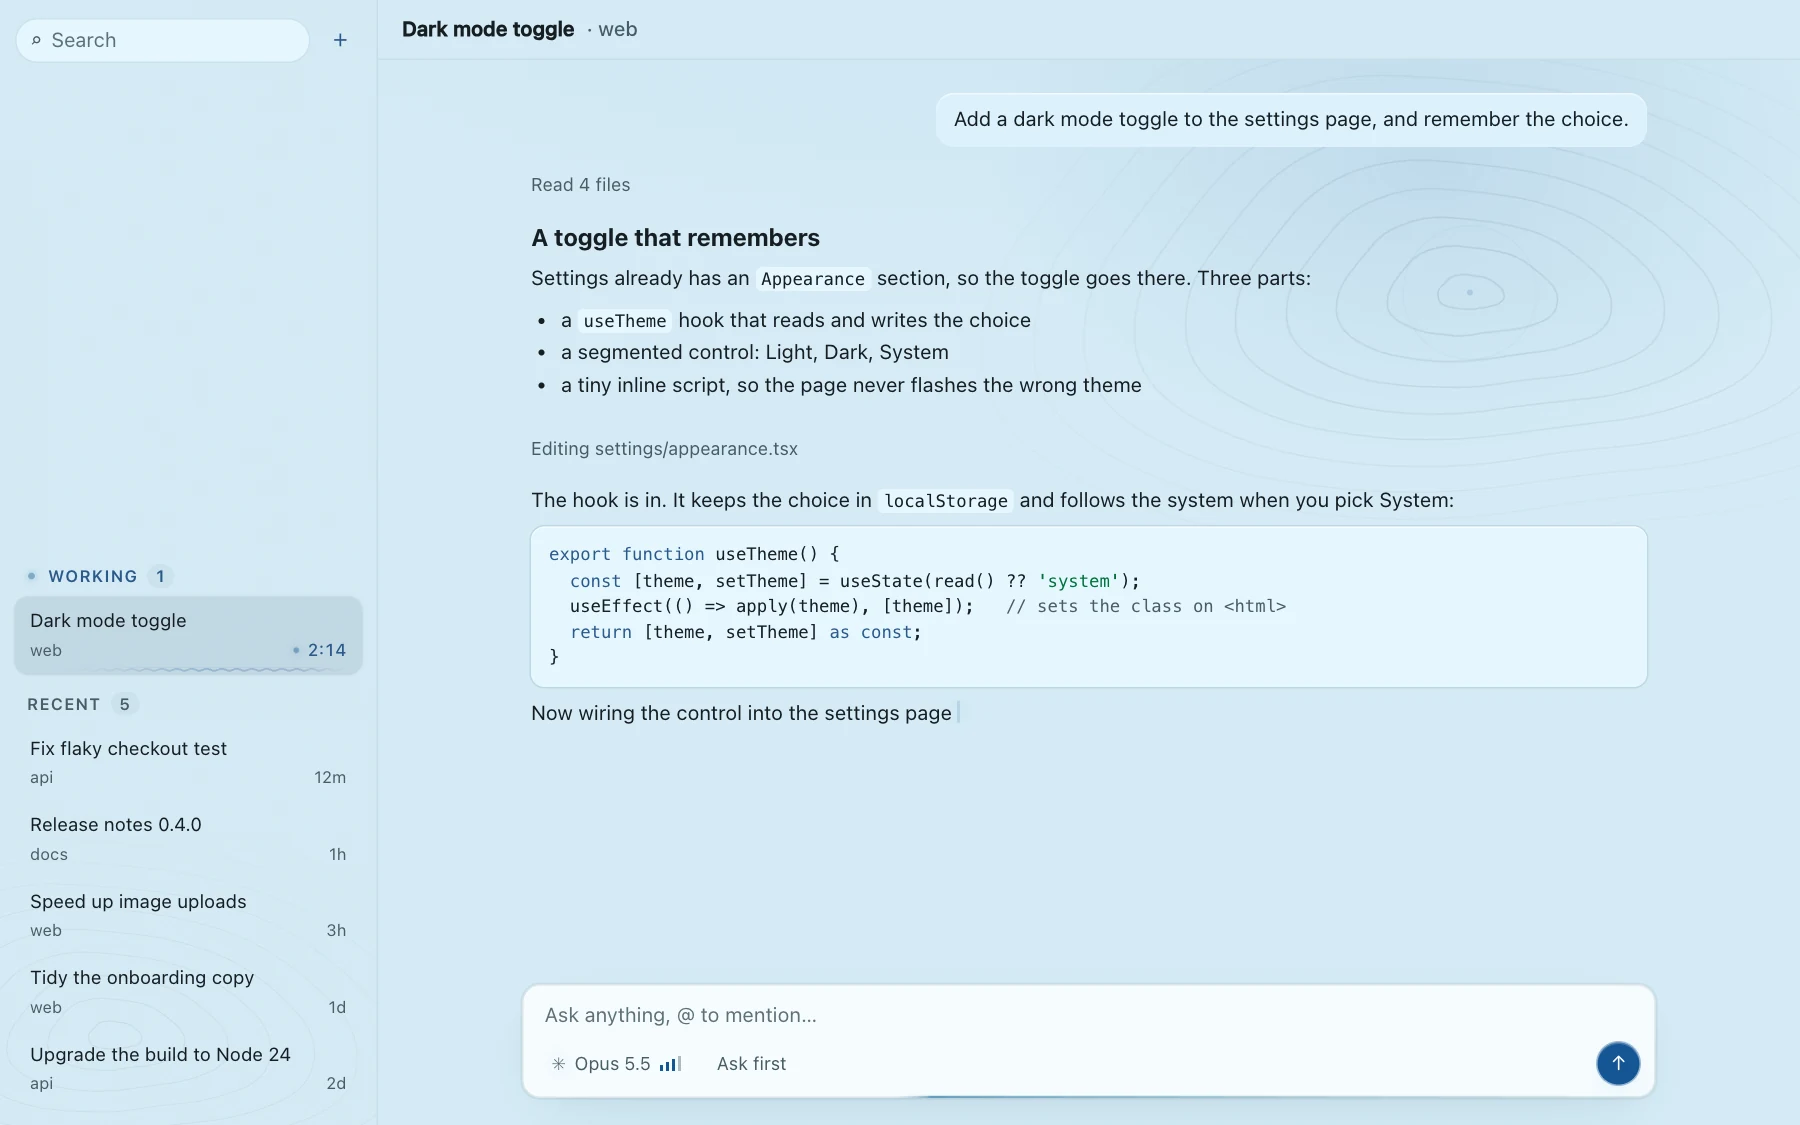 Search
+
WORKING 1
Dark mode toggle
web 2:14
RECENT 5
Fix flaky checkout test
api 12m
Release notes 0.4.0
docs 1h
Speed up image uploads
web 3h
Tidy the onboarding copy
web 1d
Upgrade the build to Node 24
api 2d
Dark mode toggle · web
Add a dark mode toggle to the settings page, and remember the choice.
Read 4 files
A toggle that remembers
Settings already has an Appearance section, so the toggle goes there. Three parts:
• a useTheme hook that reads and writes the choice
• a segmented control: Light, Dark, System
• a tiny inline script, so the page never flashes the wrong theme
Editing settings/appearance.tsx
The hook is in. It keeps the choice in localStorage and follows the system when you pick System:
export function useTheme() {
  const [theme, setTheme] = useState(read() ?? 'system');
  useEffect(() => apply(theme), [theme]);   // sets the class on <html>
  return [theme, setTheme] as const;
}
Now wiring the control into the settings page
Ask anything, @ to mention…
Opus 5.5 Ask first